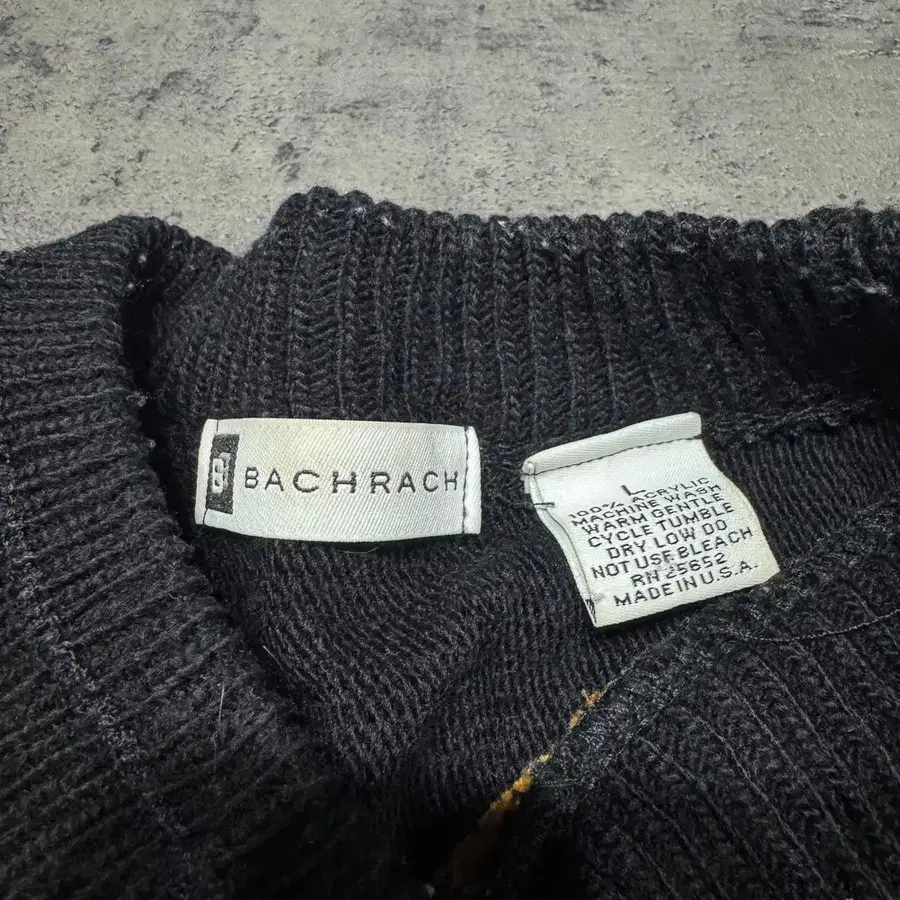 B BACHRACH
L
100% ACRYLIC
MACHINE WASH
WARM GENTLE
CYCLE TUMBLE
DRY LOW DO
NOT USE BLEACH
RN 25652
MADE IN U.S.A.